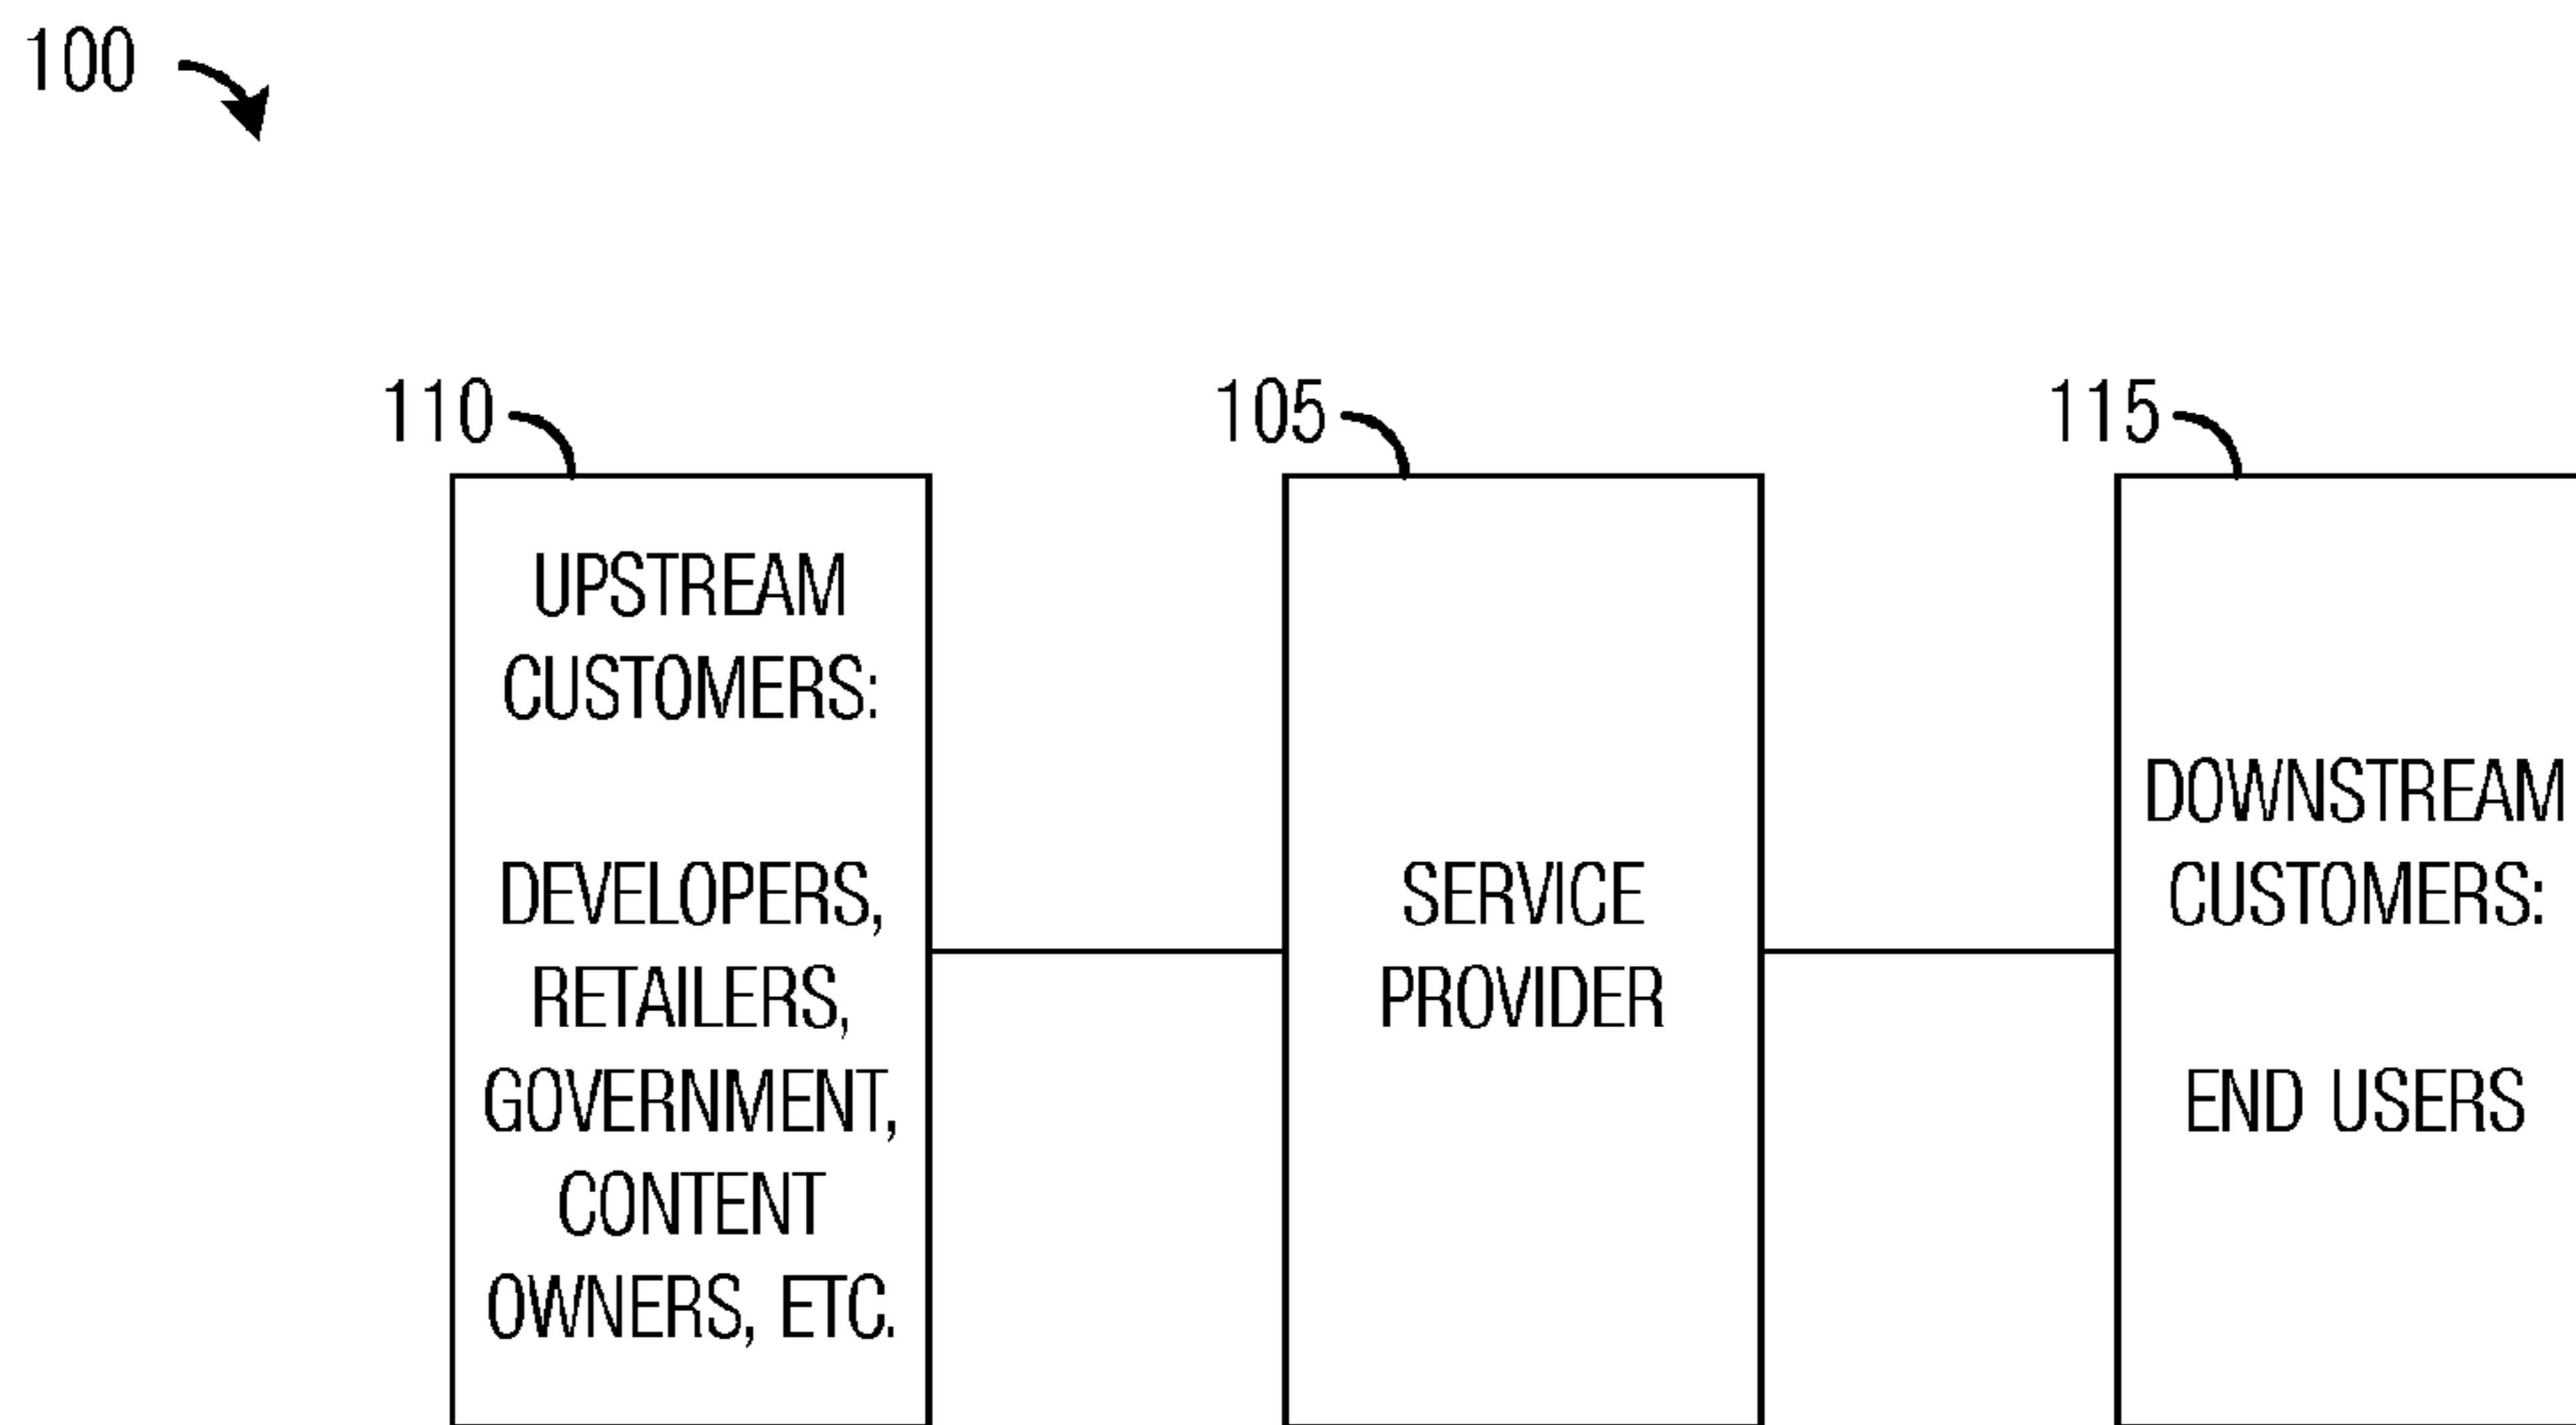 100
110
UPSTREAM
CUSTOMERS:
DEVELOPERS,
RETAILERS,
GOVERNMENT,
CONTENT
OWNERS, ETC.
105
SERVICE
PROVIDER
115
DOWNSTREAM
CUSTOMERS:
END USERS